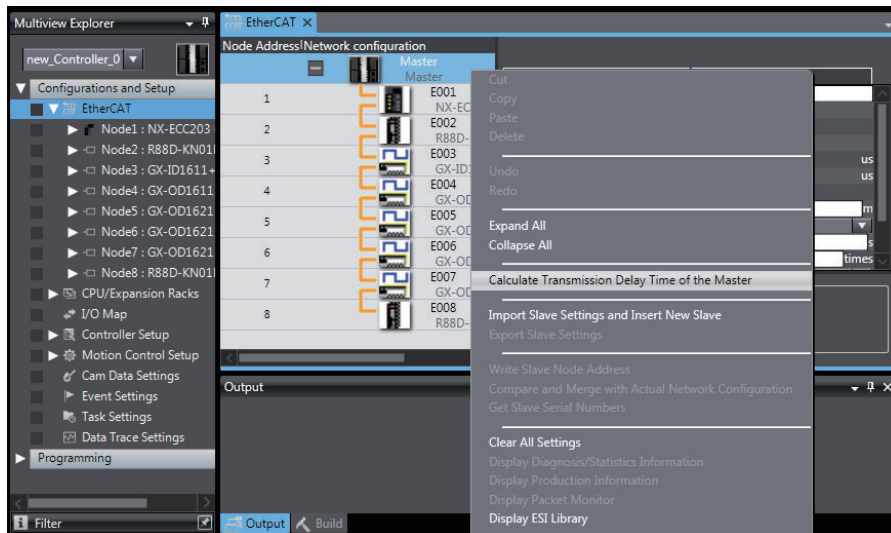 Multiview Explorer
new_Controller_0
Configurations and Setup
EtherCAT
Node1 : NX-ECC203
Node2 : R88D-KN01
Node3 : GX-ID1611+
Node4 : GX-OD1611
Node5 : GX-OD1621
Node6 : GX-OD1621
Node7 : GX-OD1621
Node8 : R88D-KN01
CPU/Expansion Racks
I/O Map
Controller Setup
Motion Control Setup
Cam Data Settings
Event Settings
Task Settings
Data Trace Settings
Programming
Filter
EtherCAT
Node Address|Network configuration
Master
Master
1 E001
NX-EC
2 E002
R88D-
3 E003
GX-ID1
4 E004
GX-OD
5 E005
GX-OD
6 E006
GX-OD
7 E007
GX-OD
8 E008
R88D-
Cut
Copy
Paste
Delete
Undo
Redo
Expand All
Collapse All
Calculate Transmission Delay Time of the Master
Import Slave Settings and Insert New Slave
Export Slave Settings
Write Slave Node Address
Compare and Merge with Actual Network Configuration
Get Slave Serial Numbers
Clear All Settings
Display Diagnosis/Statistics Information
Display Production Information
Display Packet Monitor
Display ESI Library
us
us
m
s
times
Output
Output Build